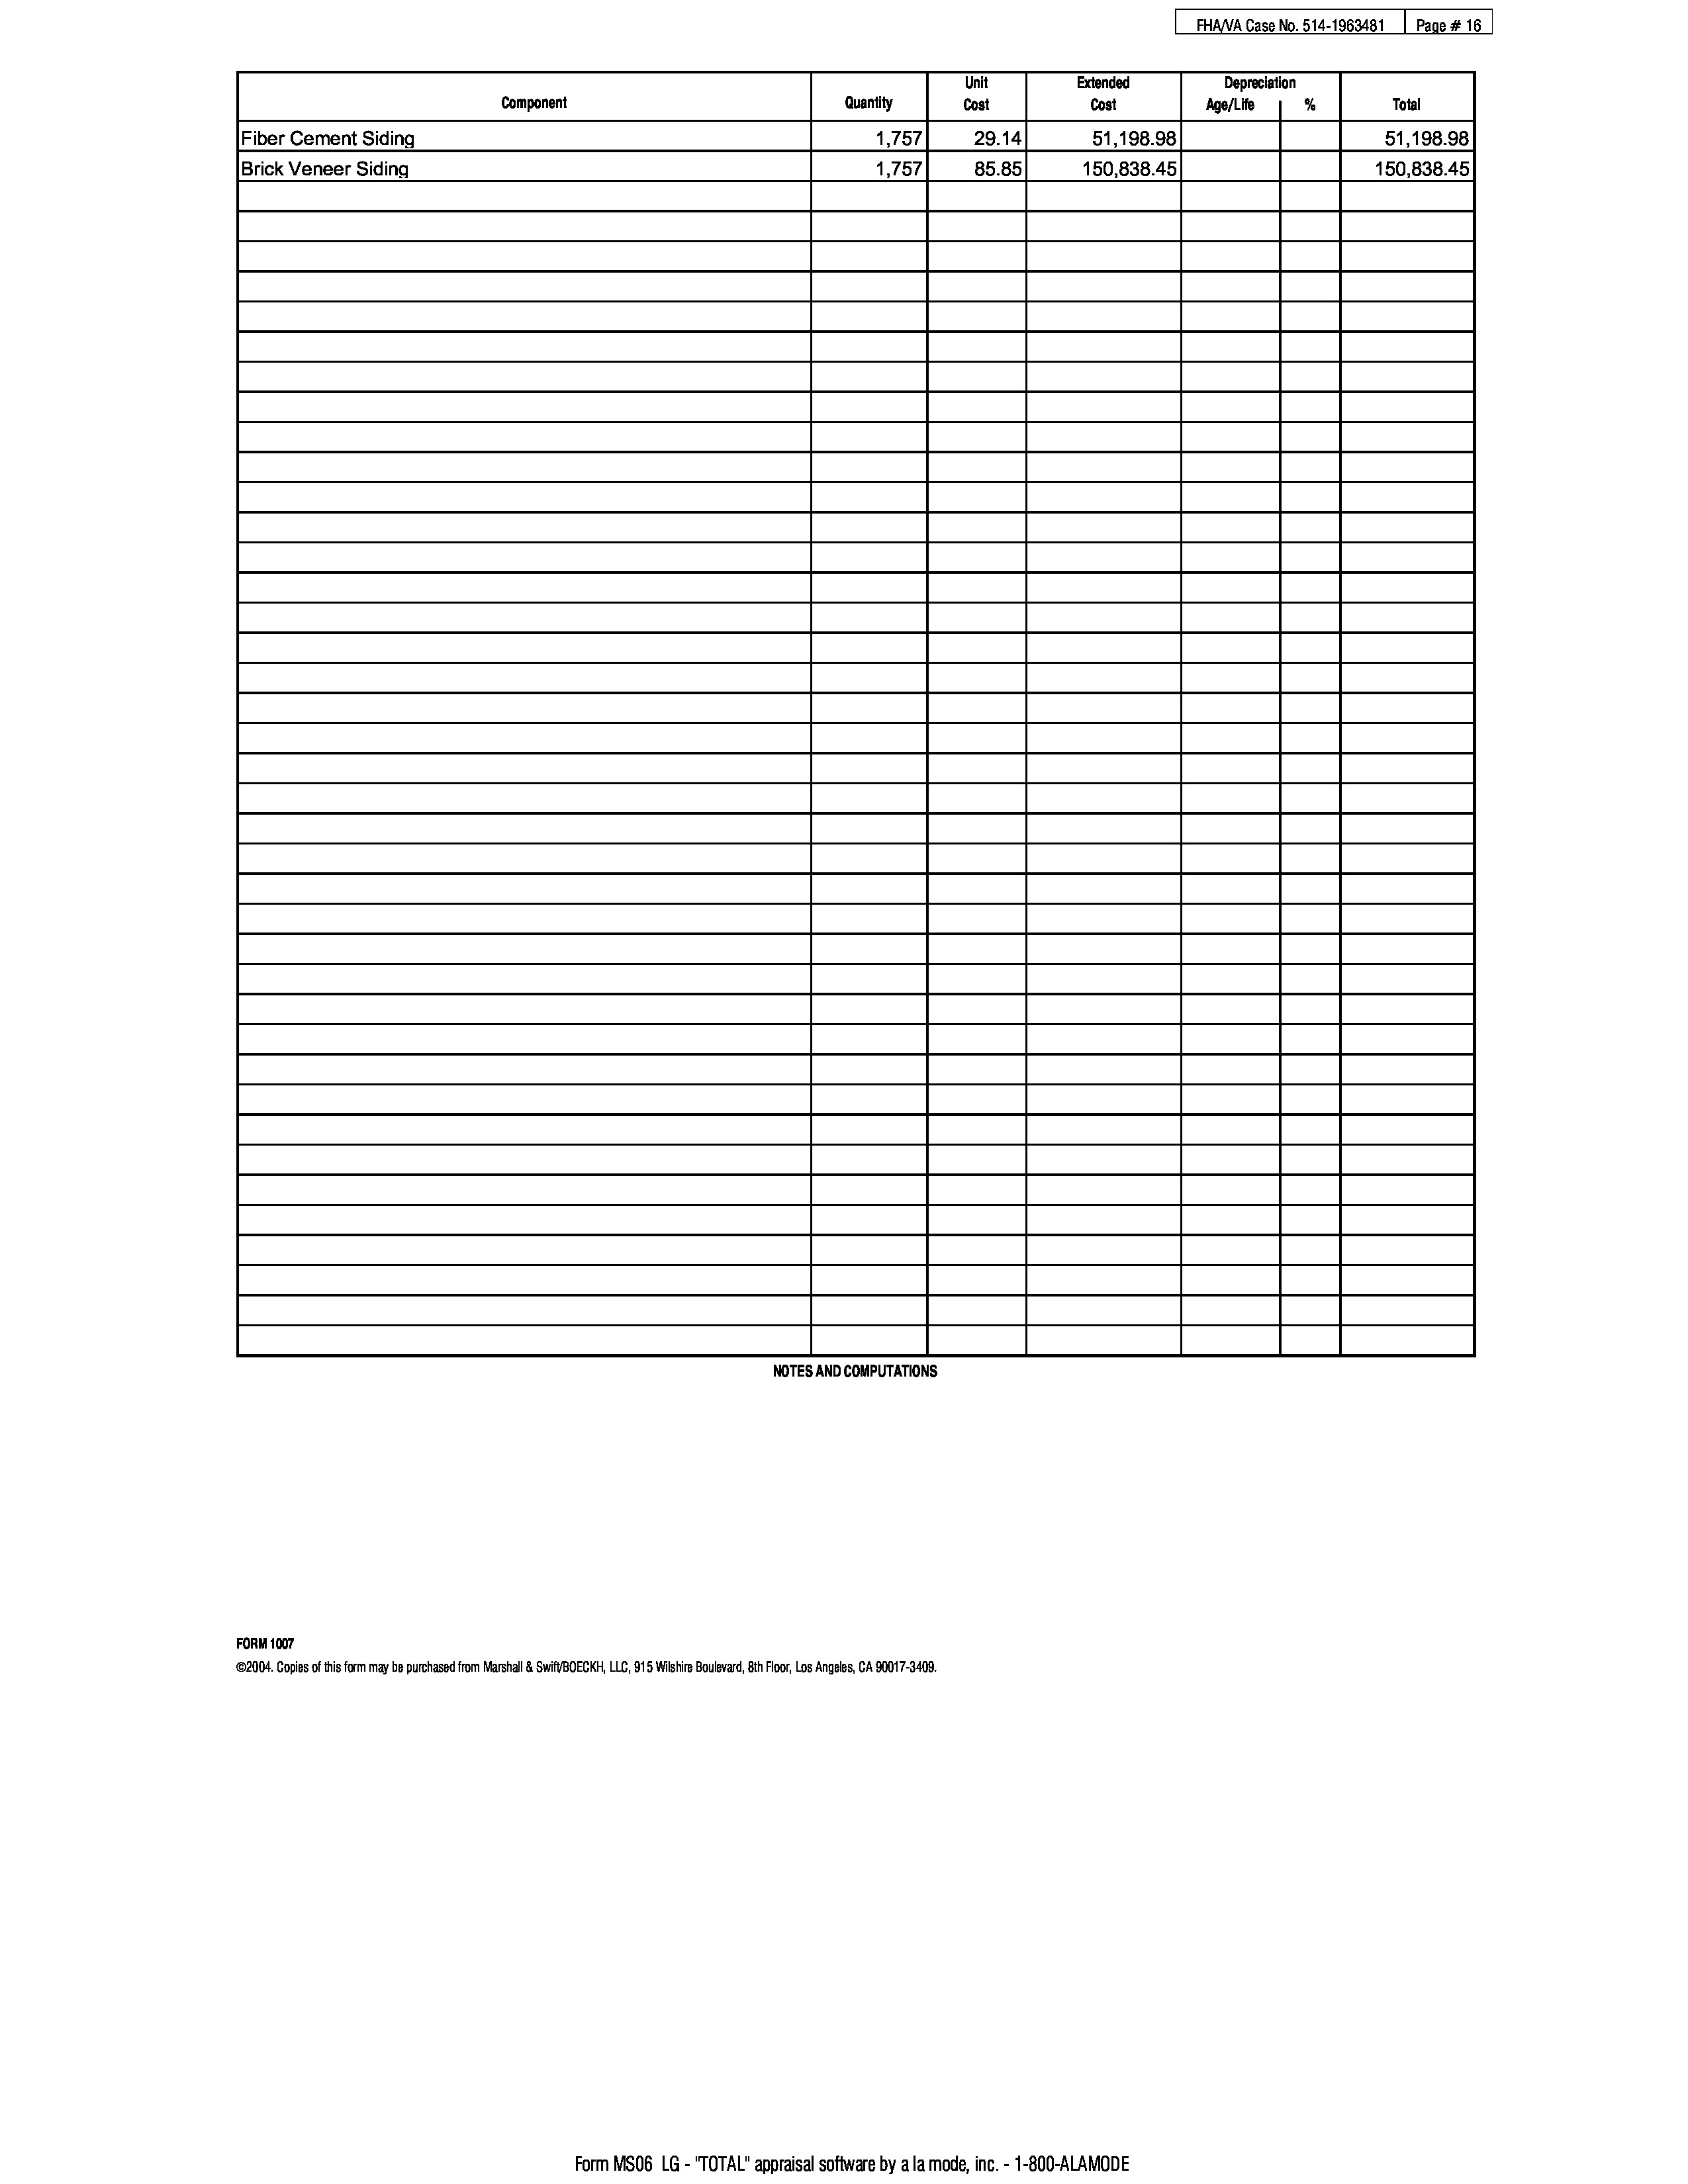 FHA/VA Case No. 514-1963481 Page # 16
Component Quantity Unit Cost Extended Cost Depreciation Age/Life % Total
Fiber Cement Siding 1,757 29.14 51,198.98 51,198.98
Brick Veneer Siding 1,757 85.85 150,838.45 150,838.45
NOTES AND COMPUTATIONS
FORM 1007
©2004. Copies of this form may be purchased from Marshall & Swift/BOECKH, LLC, 915 Wilshire Boulevard, 8th Floor, Los Angeles, CA 90017-3409.
Form MS06 LG - "TOTAL" appraisal software by a la mode, inc. - 1-800-ALAMODE